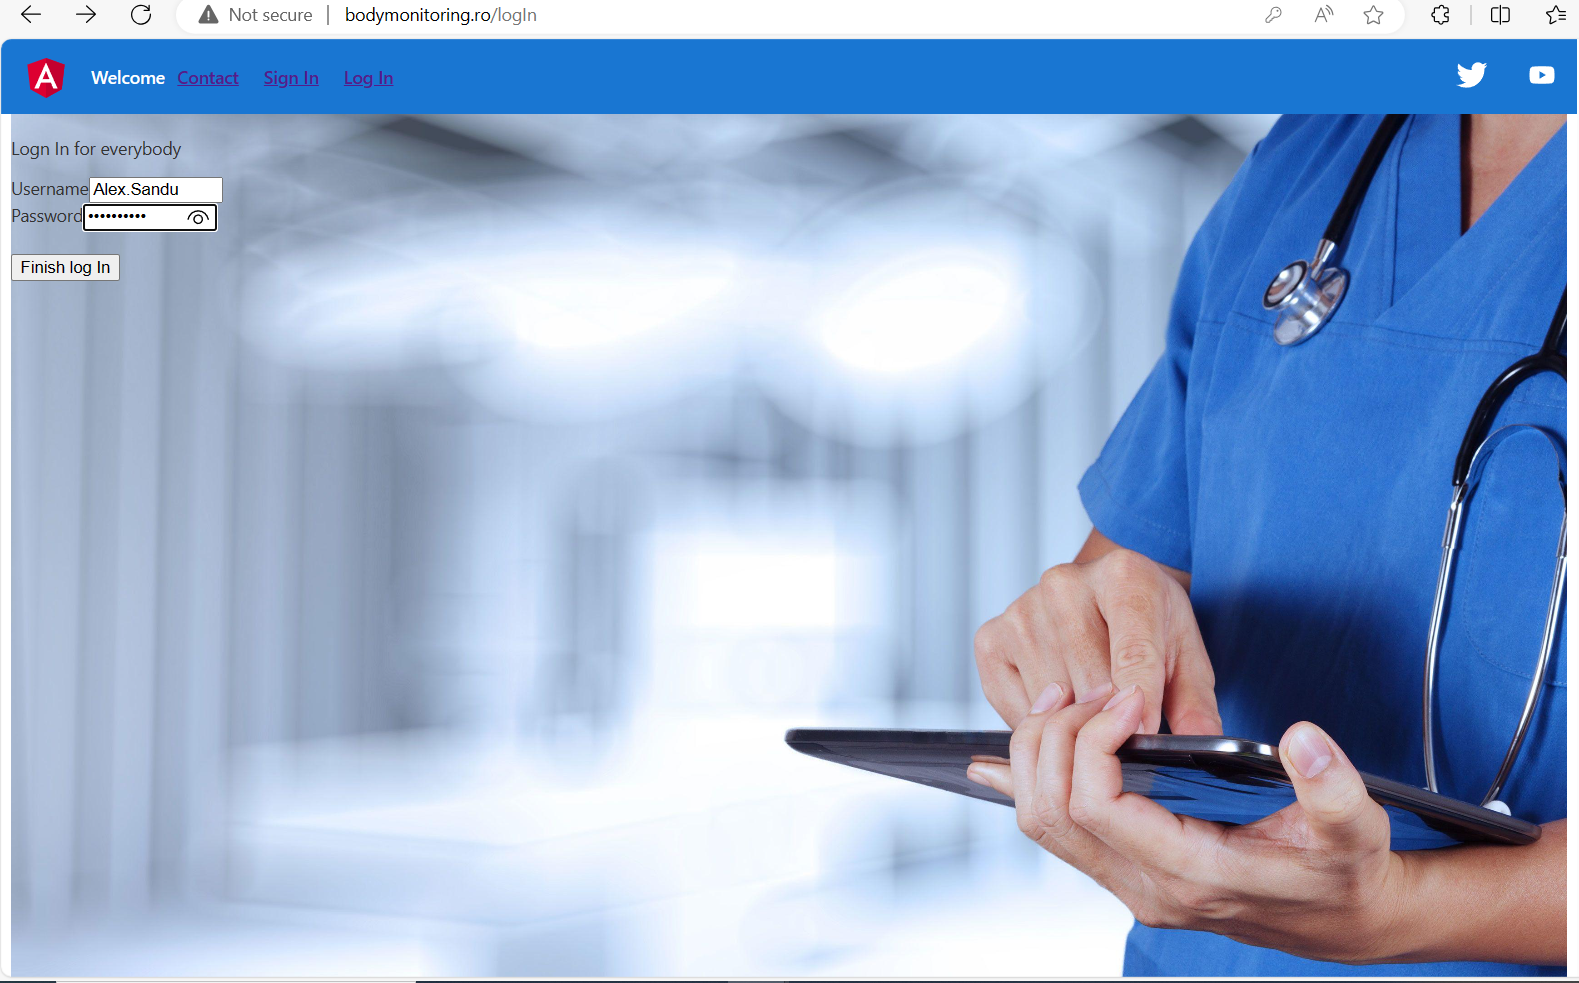 Not secure bodymonitoring.ro/logIn
A Welcome Contact Sign In Log In
Logn In for everybody
Username Alex.Sandu
Password ••••••••••
Finish log In